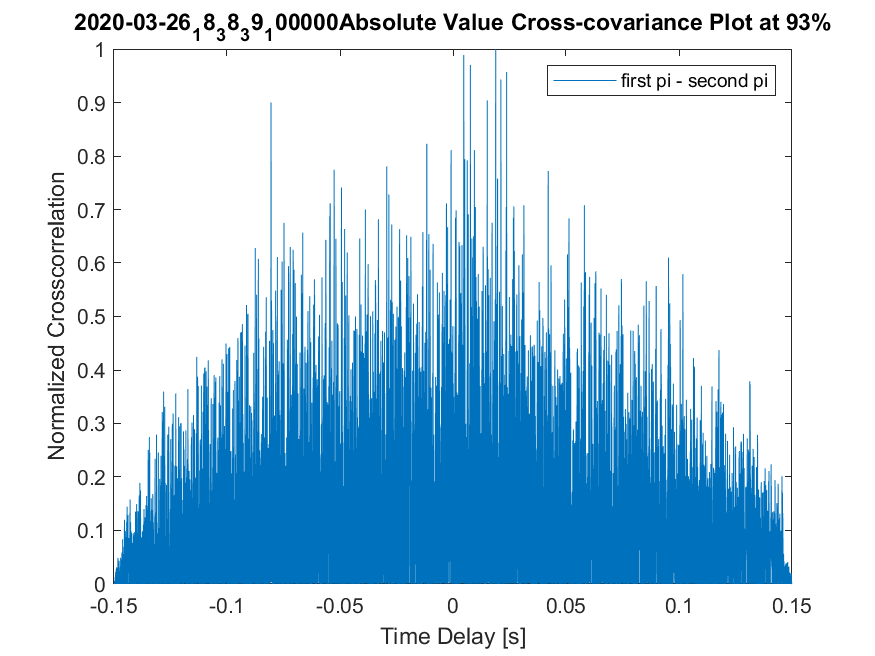 2020-03-26₁8₃8₃9₁00000Absolute Value Cross-covariance Plot at 93%
1
first pi - second pi
0.9
0.8
0.7
0.6
0.5
0.4
0.3
0.2
0.1
0
Normalized Crosscorrelation
-0.15 -0.1 -0.05 0 0.05 0.1 0.15
Time Delay [s]